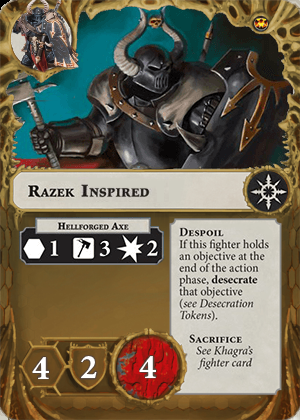 Razek Inspired
Hellforged Axe
1 3 2
Despoil
If this fighter holds
an objective at the
end of the action
phase, desecrate
that objective
(see Desecration
Tokens).
Sacrifice
See Khagra's
fighter card
4 2 4